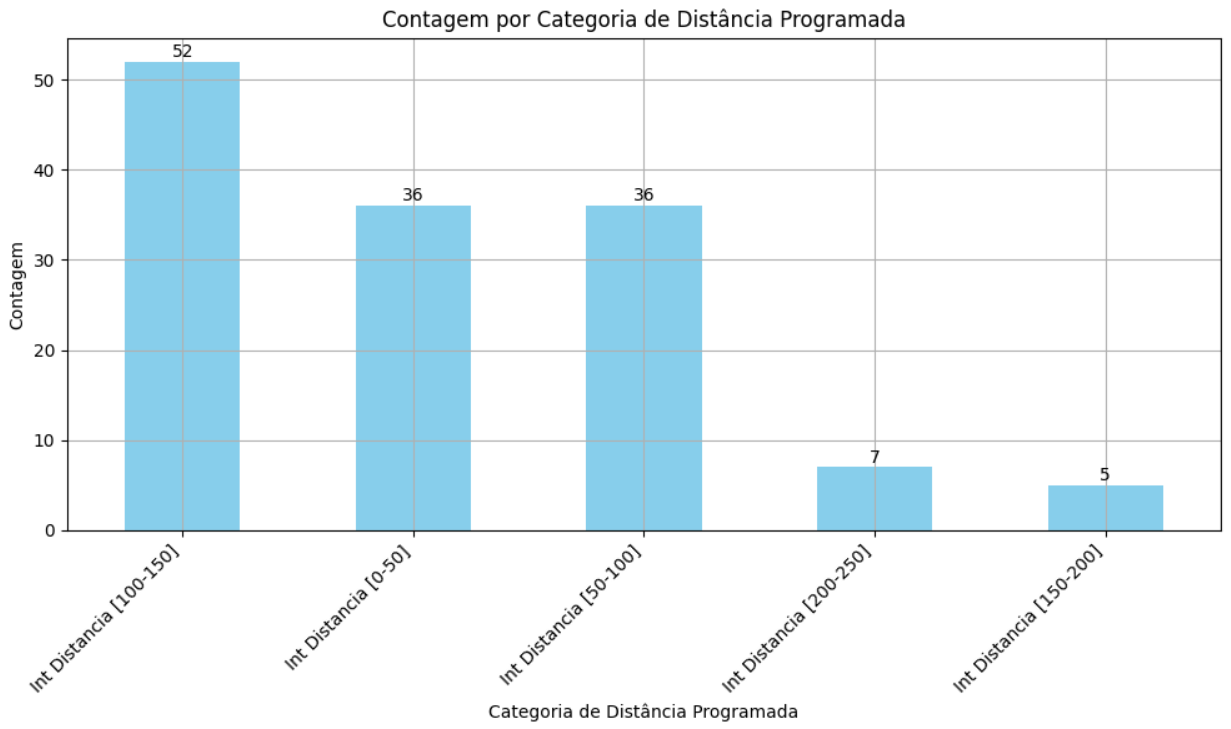 Contagem por Categoria de Distância Programada
52
50
36
36
40
30
Contagem
20
10
7
5
0
Int Distancia [100-150]
Int Distancia [0-50]
Int Distancia [50-100]
Int Distancia [200-250]
Int Distancia [150-200]
Categoria de Distância Programada